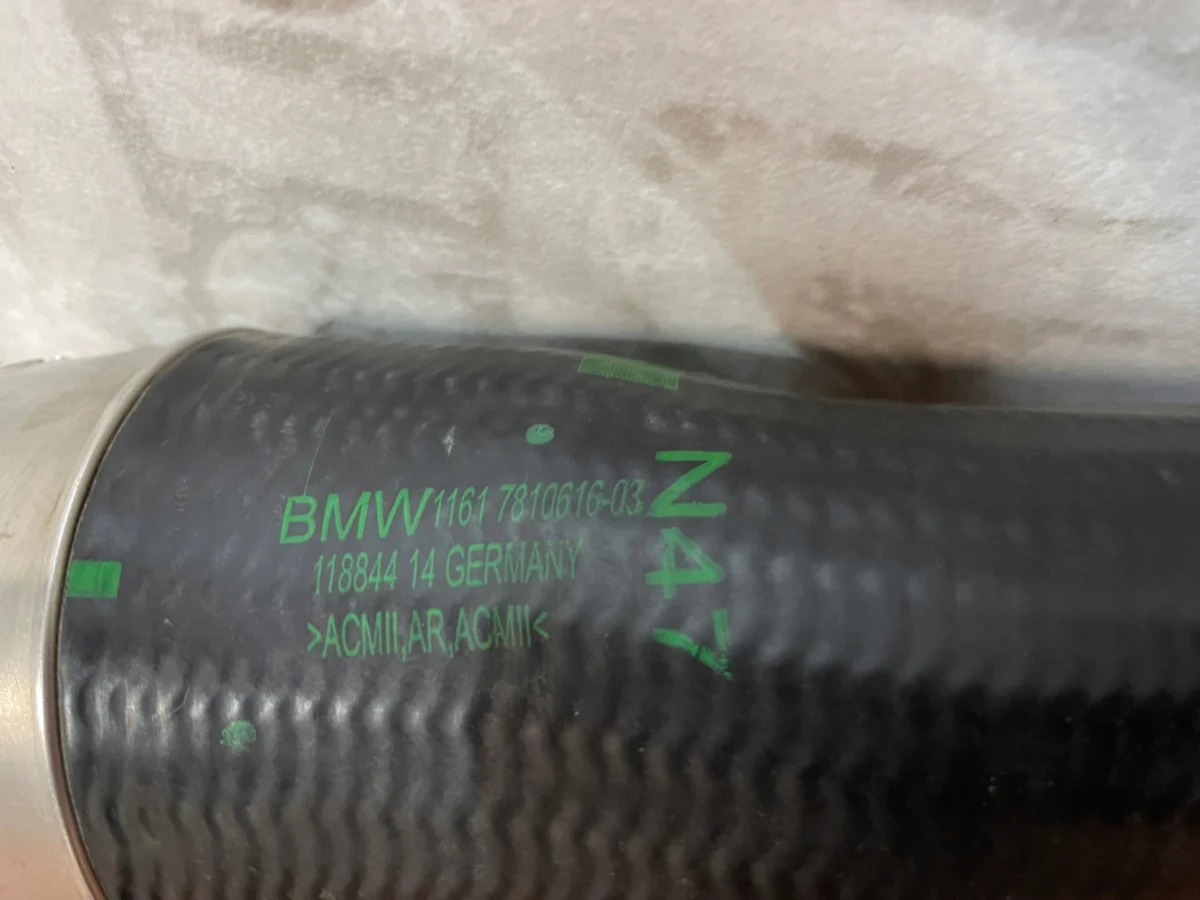 BMW 1161 7810616-03
118844 14 GERMANY
>ACMII,AR,ACMII<
N47